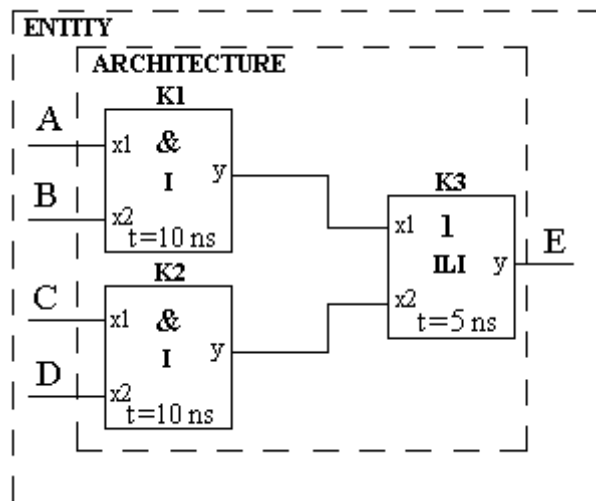 ENTITY
ARCHITECTURE
K1
A
x1
&
I
y
B
x2
t=10 ns
K2
C
x1
&
I
y
D
x2
t=10 ns
K3
x1
1
ILI
y
x2
t=5 ns
E